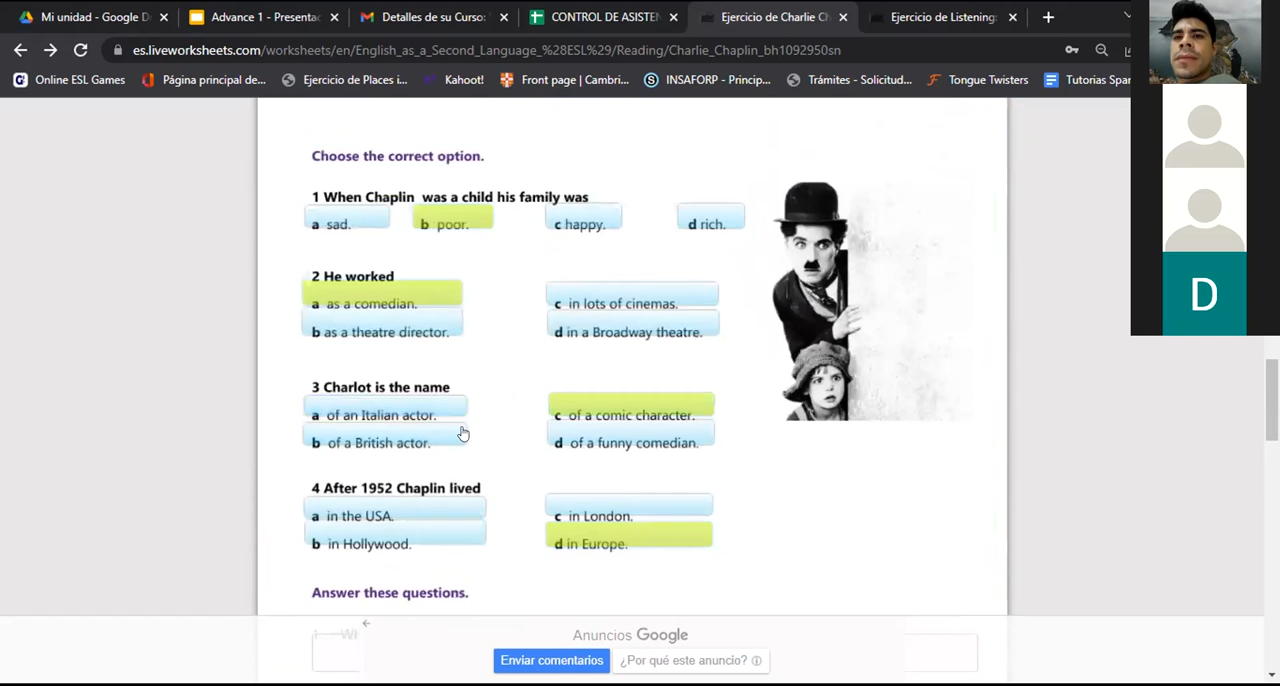 Mi unidad - Google D
Advance 1 - Presenta
Detalles de su Curso:
CONTROL DE ASISTEN
Ejercicio de Charlie Ch
Ejercicio de Listening:
es.liveworksheets.com/worksheets/en/English_as_a_Second_Language_%28ESL%29/Reading/Charlie_Chaplin_bh1092950sn
Online ESL Games
Página principal de...
Ejercicio de Places i...
Kahoot!
Front page | Cambri...
INSAFORP - Princip...
Trámites - Solicitud...
Tongue Twisters
Tutorias Spar
Choose the correct option.
1 When Chaplin was a child his family was
a sad. b poor. c happy. d rich.
2 He worked
a as a comedian. c in lots of cinemas.
b as a theatre director. d in a Broadway theatre.
3 Charlot is the name
a of an Italian actor. c of a comic character.
b of a British actor. d of a funny comedian.
4 After 1952 Chaplin lived
a in the USA. c in London.
b in Hollywood. d in Europe.
Answer these questions.
Anuncios Google
Enviar comentarios
¿Por qué este anuncio?
D